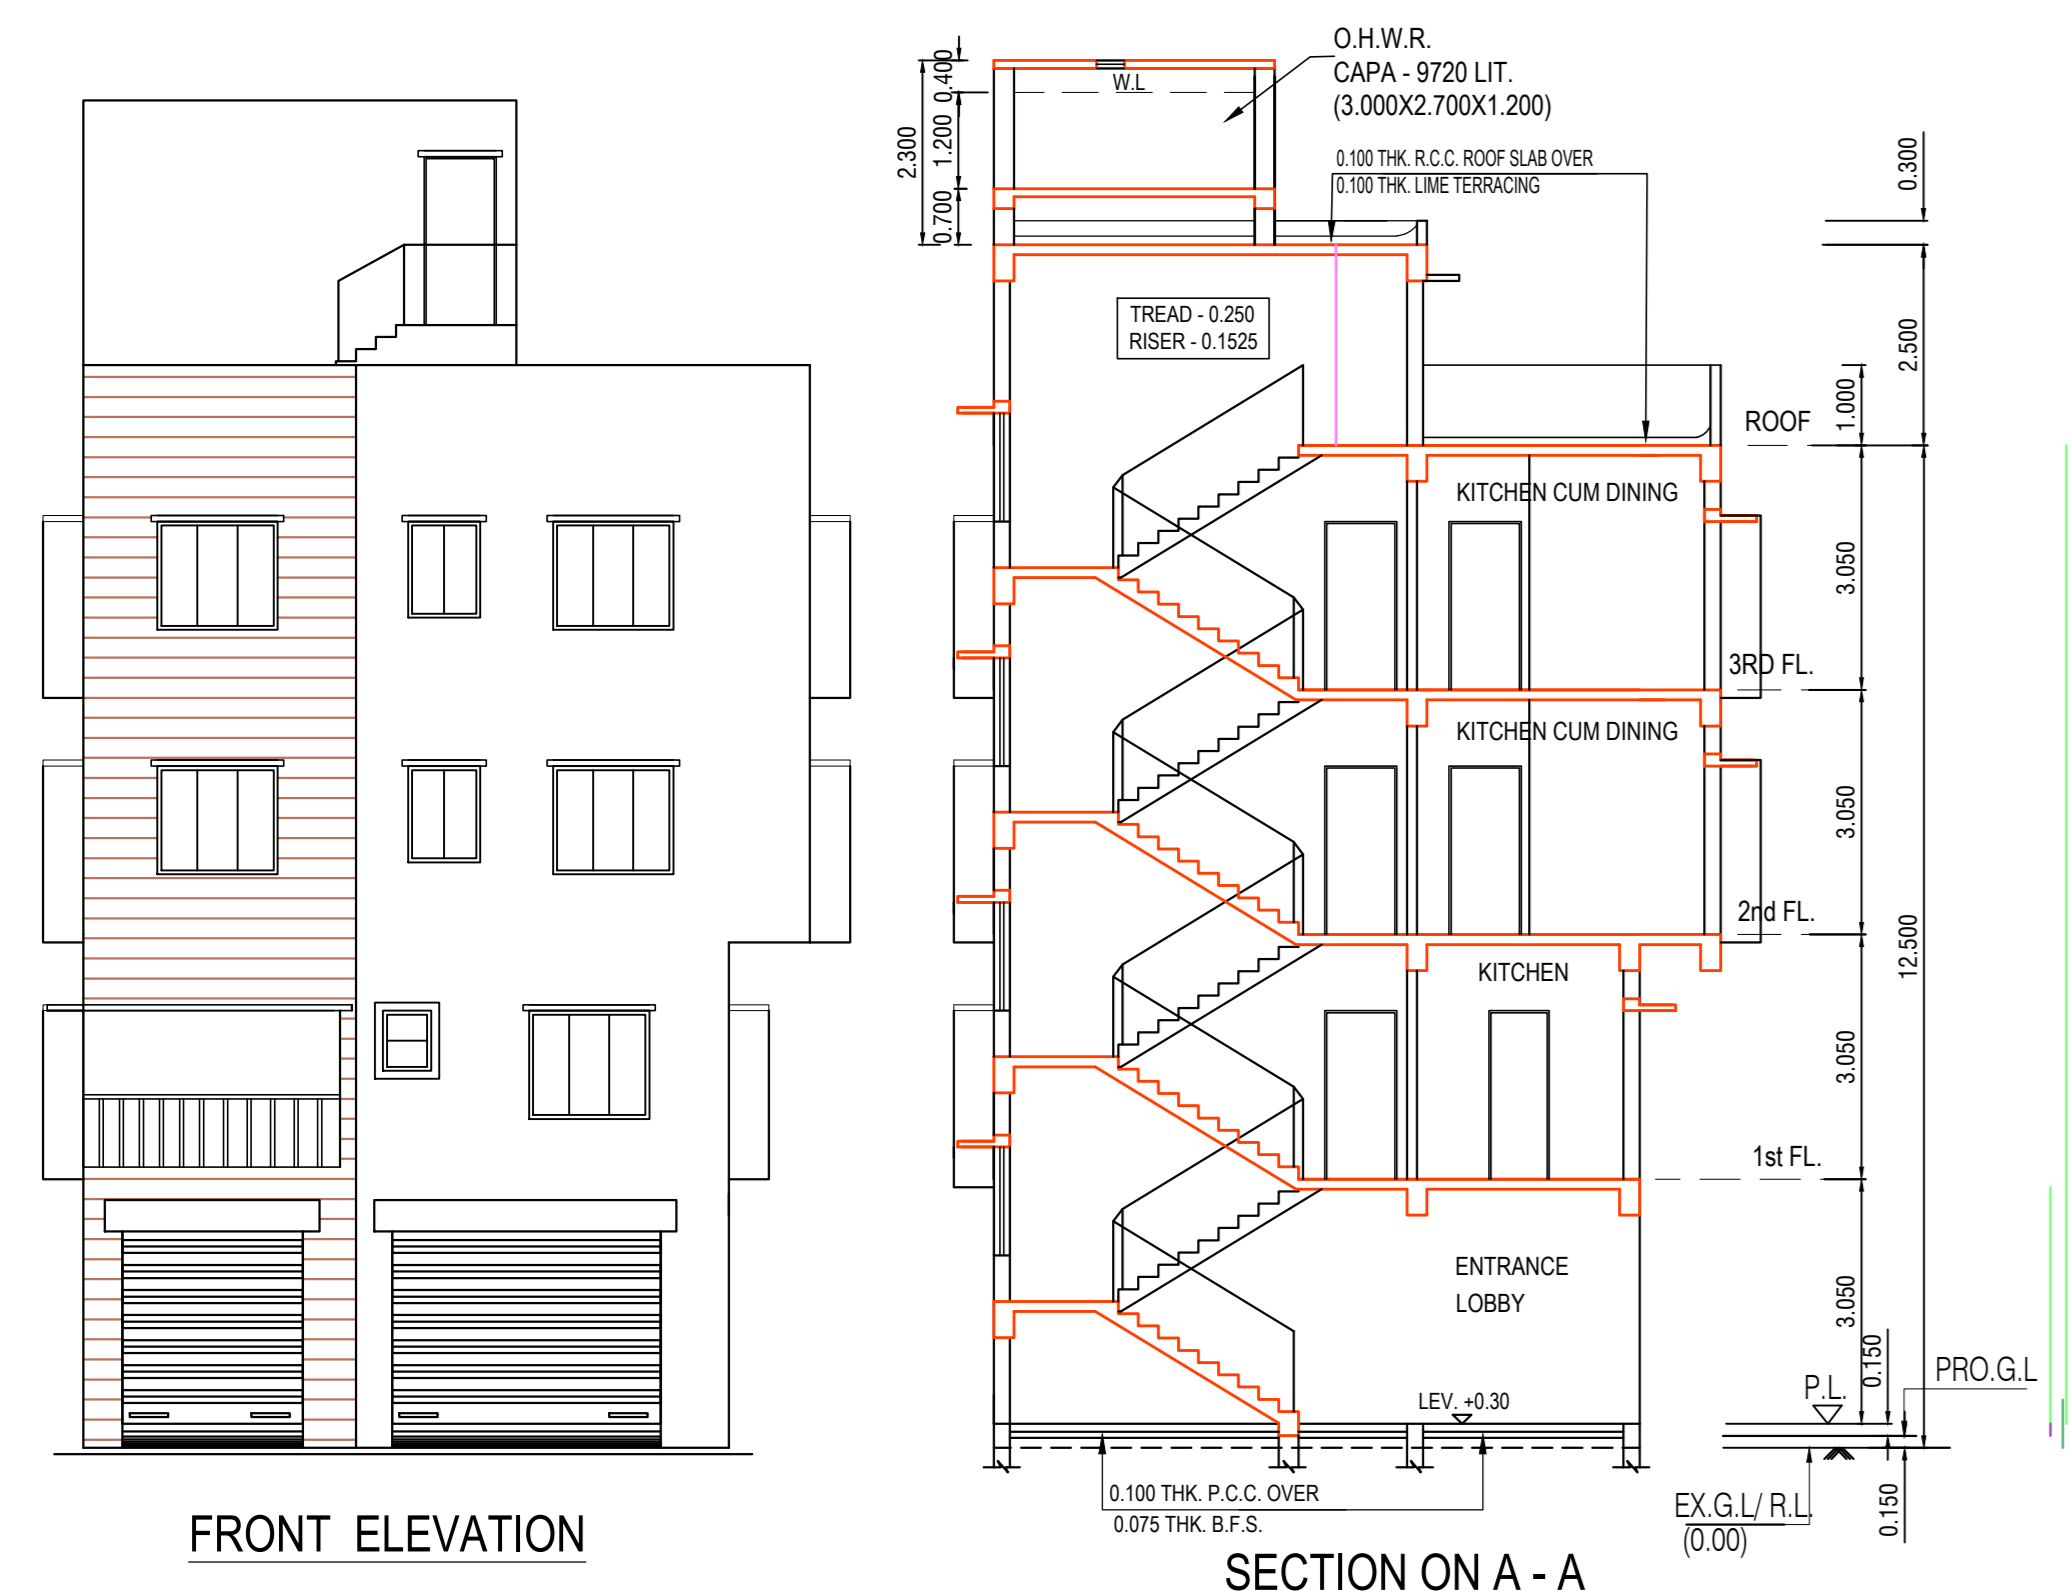 O.H.W.R.
CAPA - 9720 LIT.
(3.000X2.700X1.200)
W.L
0.400
1.200
2.300
0.700
0.100 THK. R.C.C. ROOF SLAB OVER
0.100 THK. LIME TERRACING
0.300
TREAD - 0.250
RISER - 0.1525
2.500
1.000
ROOF
KITCHEN CUM DINING
3.050
3RD FL.
KITCHEN CUM DINING
3.050
2nd FL.
12.500
KITCHEN
3.050
1st FL.
ENTRANCE
LOBBY
3.050
0.150
PRO.G.L
P.L.
LEV. +0.30
0.100 THK. P.C.C. OVER
0.075 THK. B.F.S.
EX.G.L/ R.L.
(0.00)
0.150
FRONT ELEVATION
SECTION ON A - A